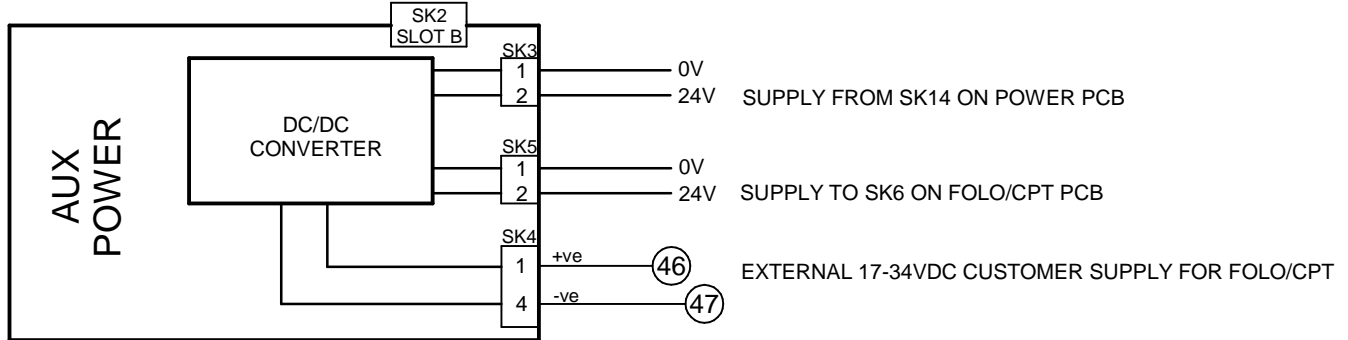 SK2
SLOT B
AUX
POWER
DC/DC
CONVERTER
SK3
1
2
0V
24V
SUPPLY FROM SK14 ON POWER PCB
SK5
1
2
0V
24V
SUPPLY TO SK6 ON FOLO/CPT PCB
SK4
1
4
+ve
46
-ve
47
EXTERNAL 17-34VDC CUSTOMER SUPPLY FOR FOLO/CPT